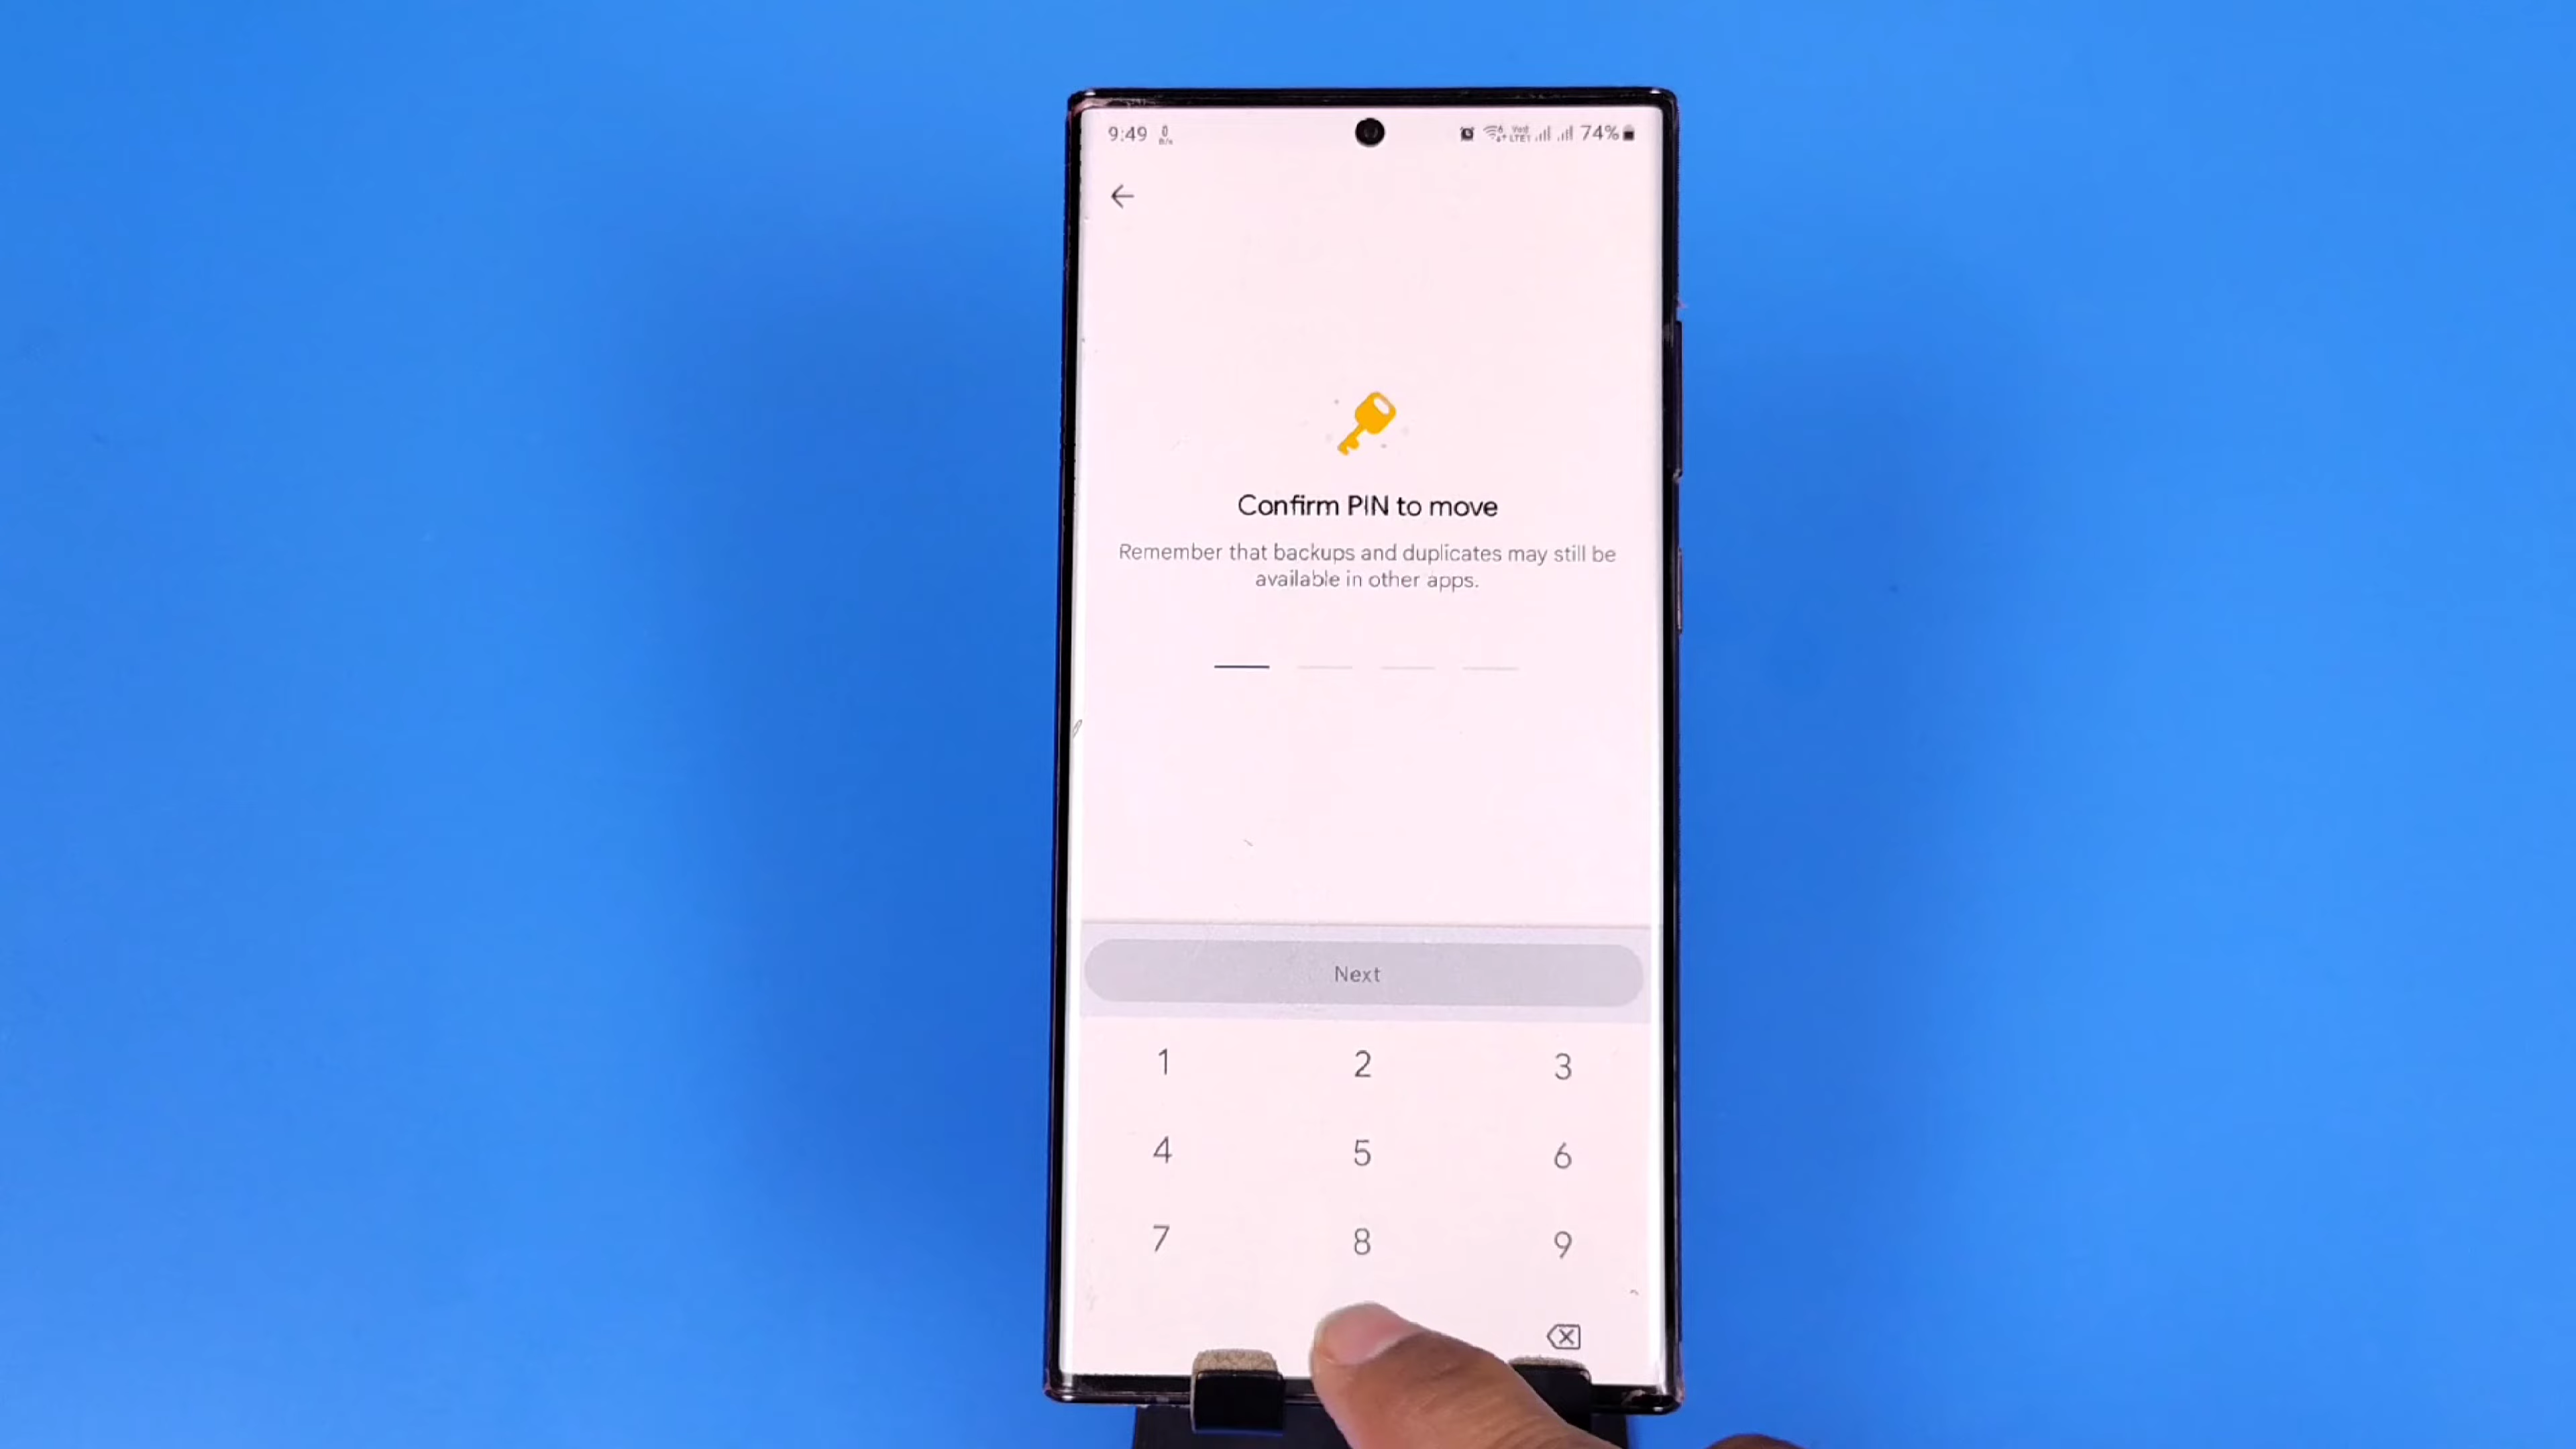 9:49
74%
Confirm PIN to move
Remember that backups and duplicates may still be
available in other apps.
Next
1 2 3
4 5 6
7 8 9